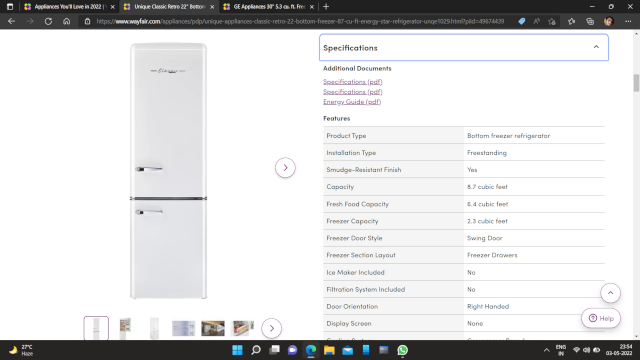 Appliances You'll Love in 2022 |
Unique Classic Retro 22" Bottom
GE Appliances 30" 5.3 cu. ft. Free
https://www.wayfair.com/appliances/pdp/unique-appliances-classic-retro-22-bottom-freezer-87-cu-ft-energy-star-refrigerator-unqe1029.html?piid=49674439
Specifications
Additional Documents
Specifications (pdf)
Specifications (pdf)
Energy Guide (pdf)
Features
Product Type Bottom freezer refrigerator
Installation Type Freestanding
Smudge-Resistant Finish Yes
Capacity 8.7 cubic feet
Fresh Food Capacity 6.4 cubic feet
Freezer Capacity 2.3 cubic feet
Freezer Door Style Swing Door
Freezer Section Layout Freezer Drawers
Ice Maker Included No
Filtration System Included No
Door Orientation Right Handed
Display Screen None
Help
27°C
Haze
ENG
IN
23:54
03-05-2022